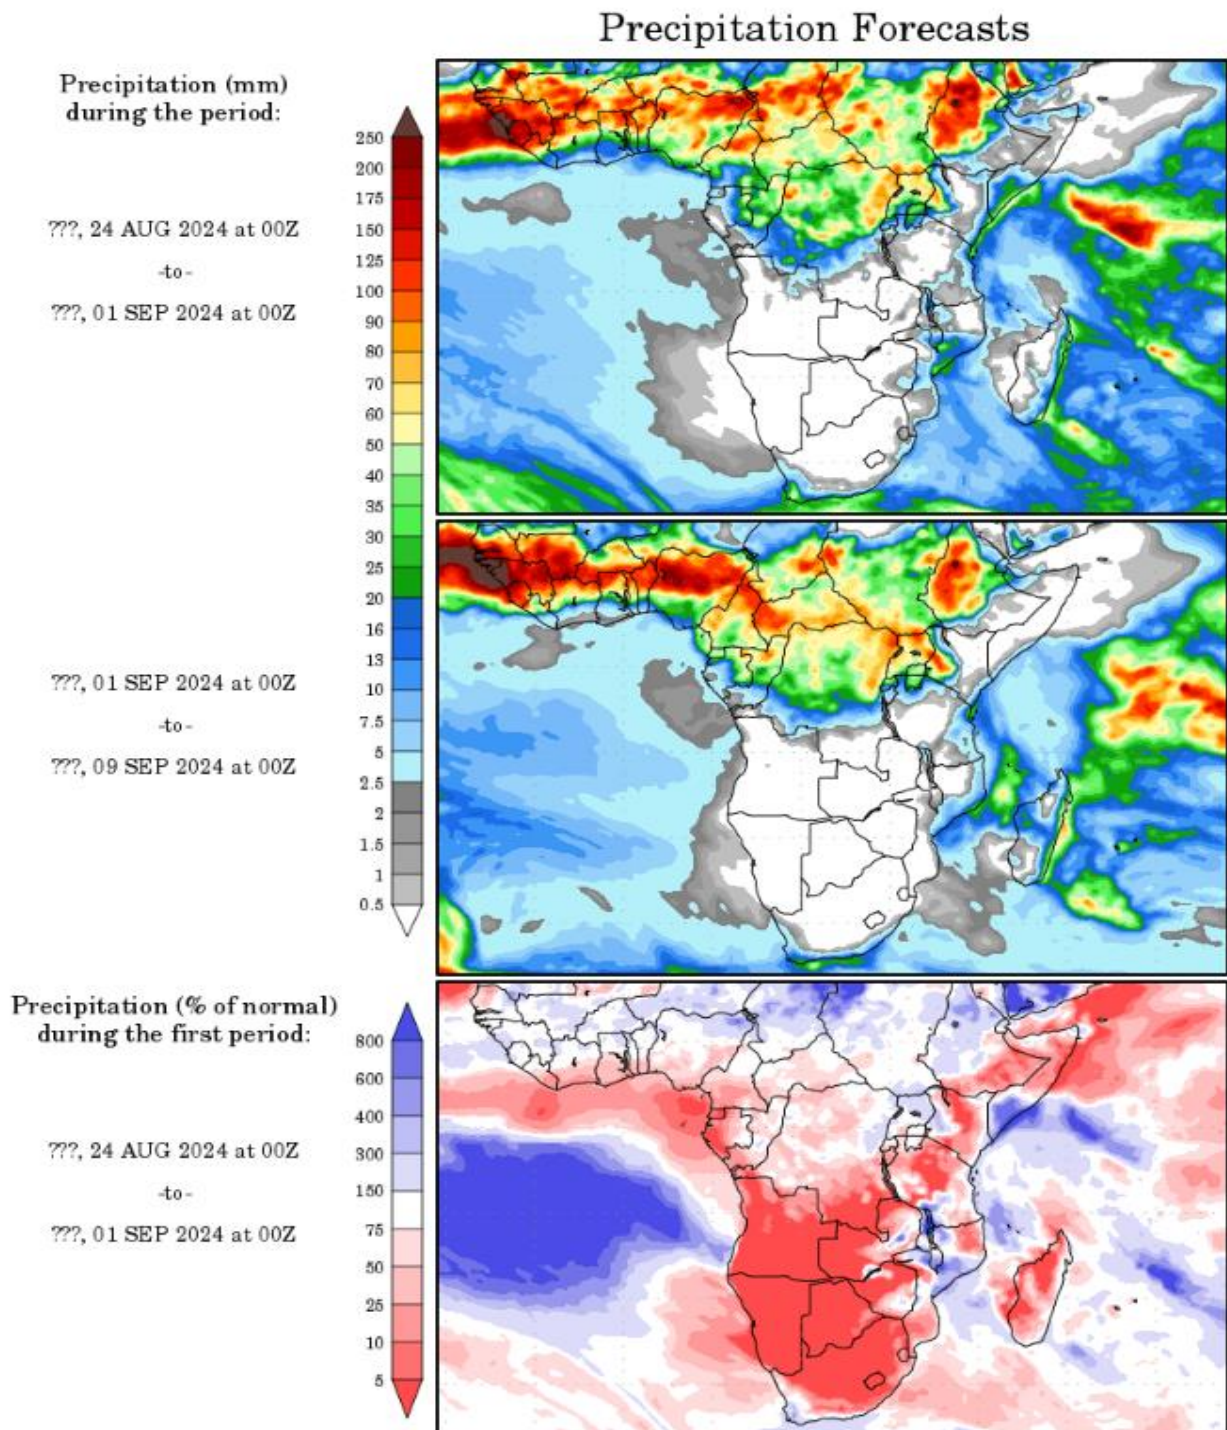 Precipitation Forecasts
Precipitation (mm)
during the period:
???, 24 AUG 2024 at 00Z
-to-
???, 01 SEP 2024 at 00Z
250
200
175
150
125
100
90
80
70
60
50
40
35
30
25
20
16
13
10
7.5
5
2.5
2
1.5
1
0.5
???, 01 SEP 2024 at 00Z
-to-
???, 09 SEP 2024 at 00Z
Precipitation (% of normal)
during the first period:
???, 24 AUG 2024 at 00Z
-to-
???, 01 SEP 2024 at 00Z
800
600
400
300
150
75
50
25
10
5